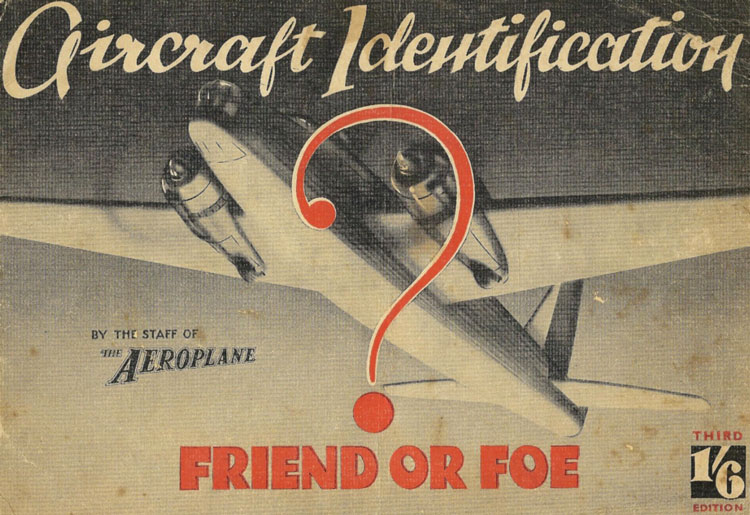 Aircraft Identification
?
BY THE STAFF OF
THE AEROPLANE
FRIEND OR FOE
THIRD
1/6
EDITION